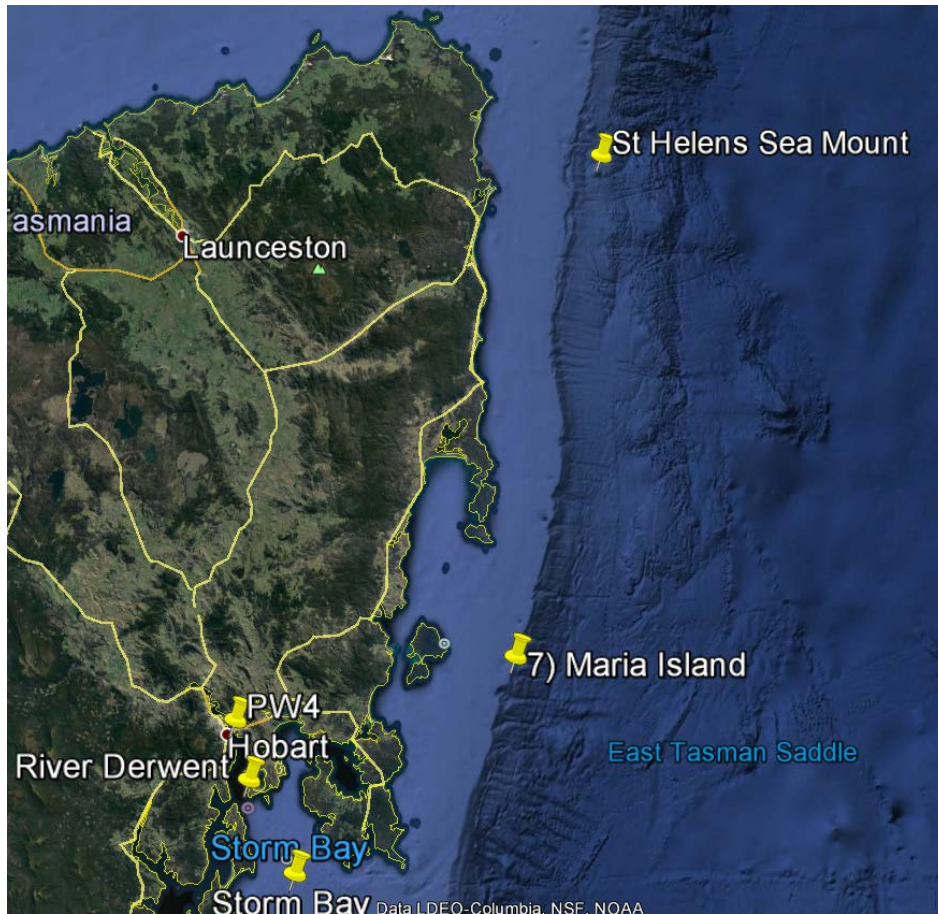 St Helens Sea Mount
Tasmania
Launceston
7) Maria Island
PW4
Hobart
East Tasman Saddle
River Derwent
Storm Bay
Storm Bay
Data LDEO-Columbia, NSF, NOAA